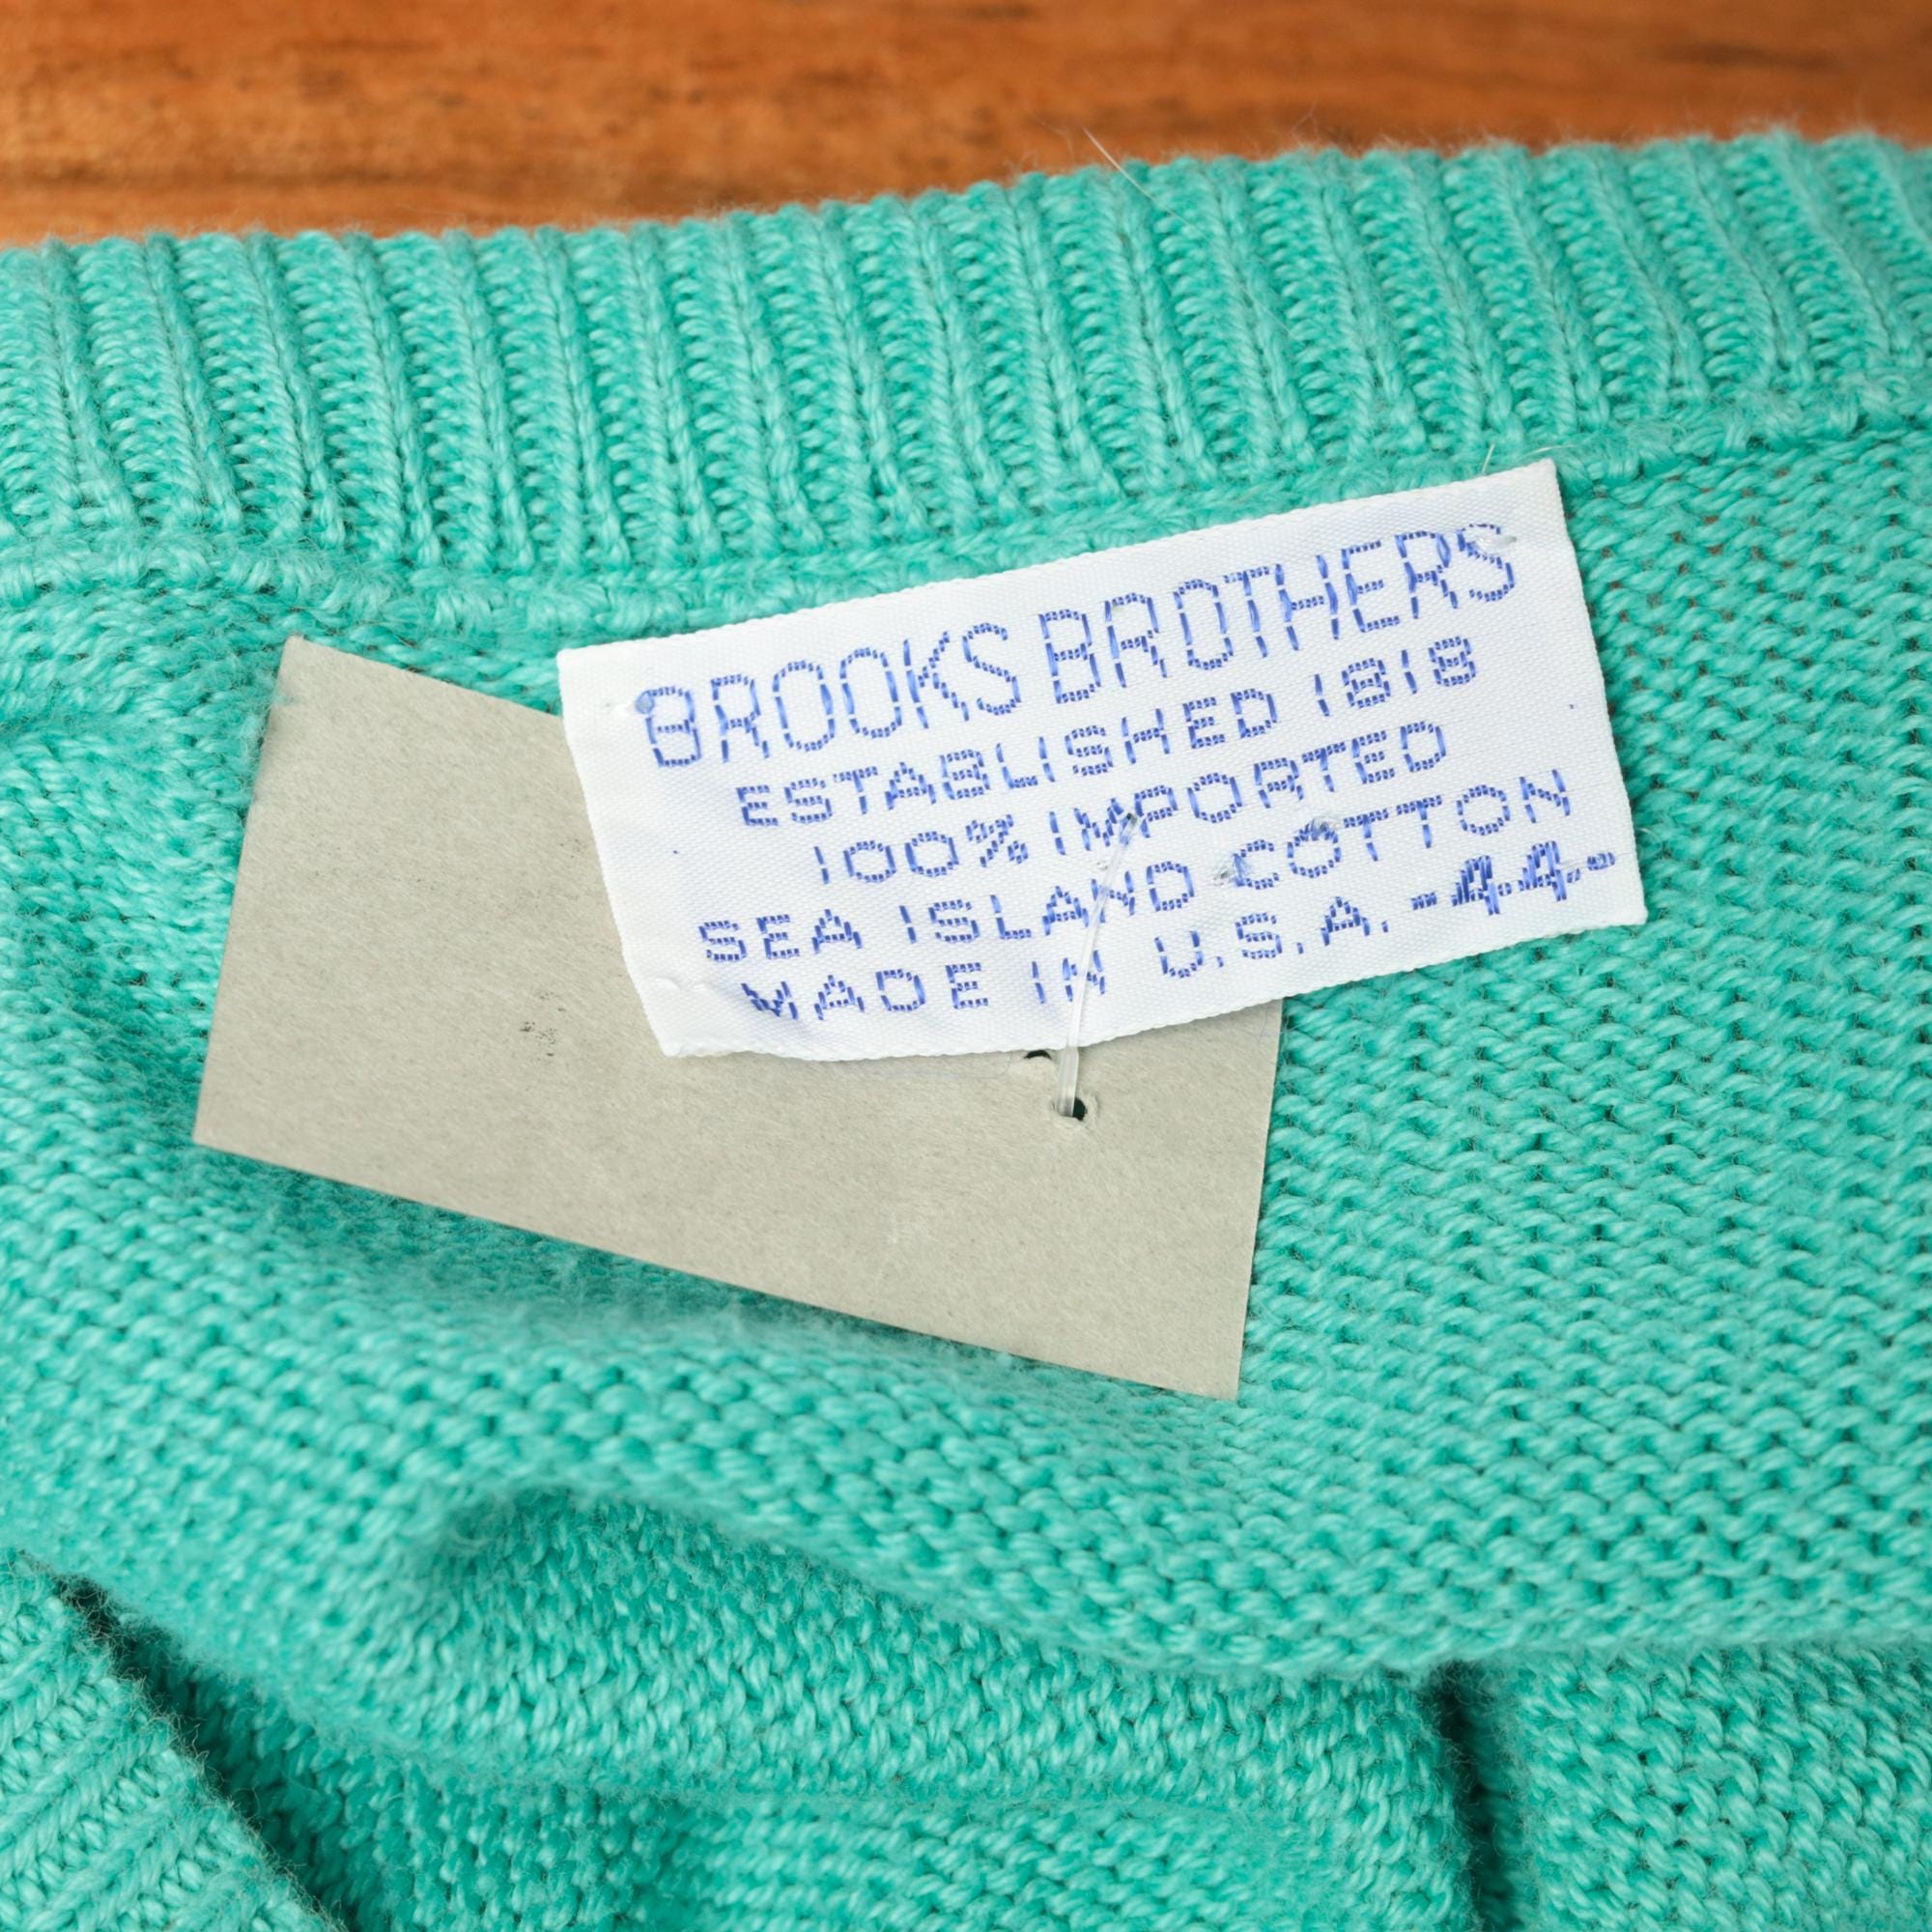 BROOKS BROTHERS
ESTABLISHED 1818
100% IMPORTED
SEA ISLAND COTTON
MADE IN U.S.A. -44-